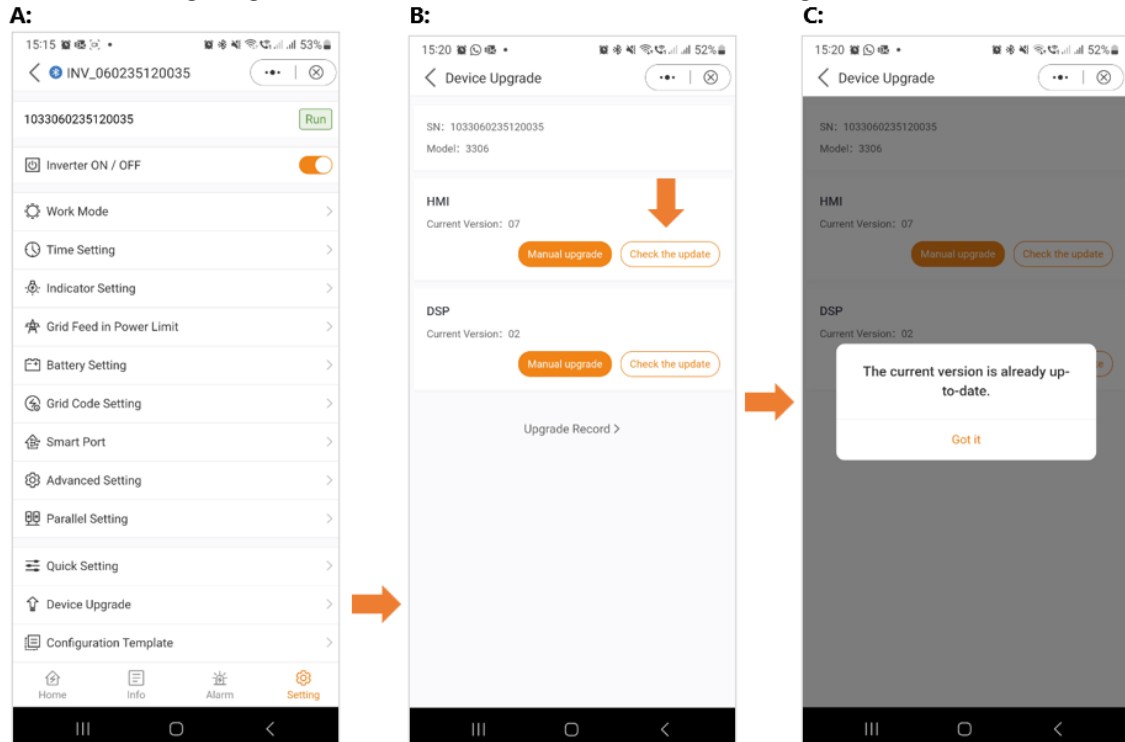 A:
15:15 53%
INV_060235120035
1033060235120035 Run
Inverter ON / OFF
Work Mode
Time Setting
Indicator Setting
Grid Feed in Power Limit
Battery Setting
Grid Code Setting
Smart Port
Advanced Setting
Parallel Setting
Quick Setting
Device Upgrade
Configuration Template
Home Info Alarm Setting
B:
15:20 52%
Device Upgrade
SN: 1033060235120035
Model: 3306
HMI
Current Version: 07
Manual upgrade Check the update
DSP
Current Version: 02
Manual upgrade Check the update
Upgrade Record >
C:
15:20 52%
Device Upgrade
SN: 1033060235120035
Model: 3306
HMI
Current Version: 07
Manual upgrade Check the update
DSP
Current Version: 02
The current version is already up-
to-date.
Got it